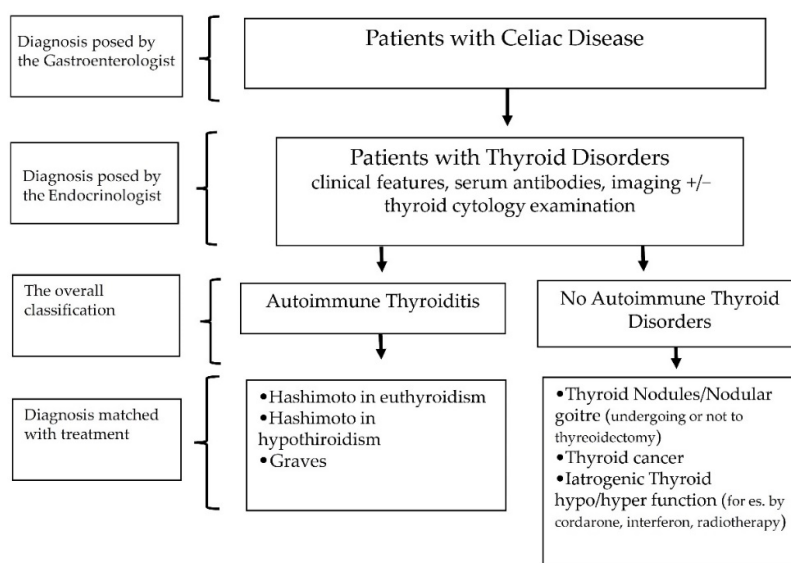 Diagnosis posed by
the Gastroenterologist
Patients with Celiac Disease
Diagnosis posed by
the Endocrinologist
Patients with Thyroid Disorders
clinical features, serum antibodies, imaging +/−
thyroid cytology examination
The overall
classification
Autoimmune Thyroiditis
No Autoimmune Thyroid
Disorders
Diagnosis matched
with treatment
•Hashimoto in euthyroidism
•Hashimoto in
hypothiroidism
•Graves
•Thyroid Nodules/Nodular
goitre (undergoing or not to
thyreoidectomy)
•Thyroid cancer
•Iatrogenic Thyroid
hypo/hyper function (for es. by
cordarone, interferon, radiotherapy)